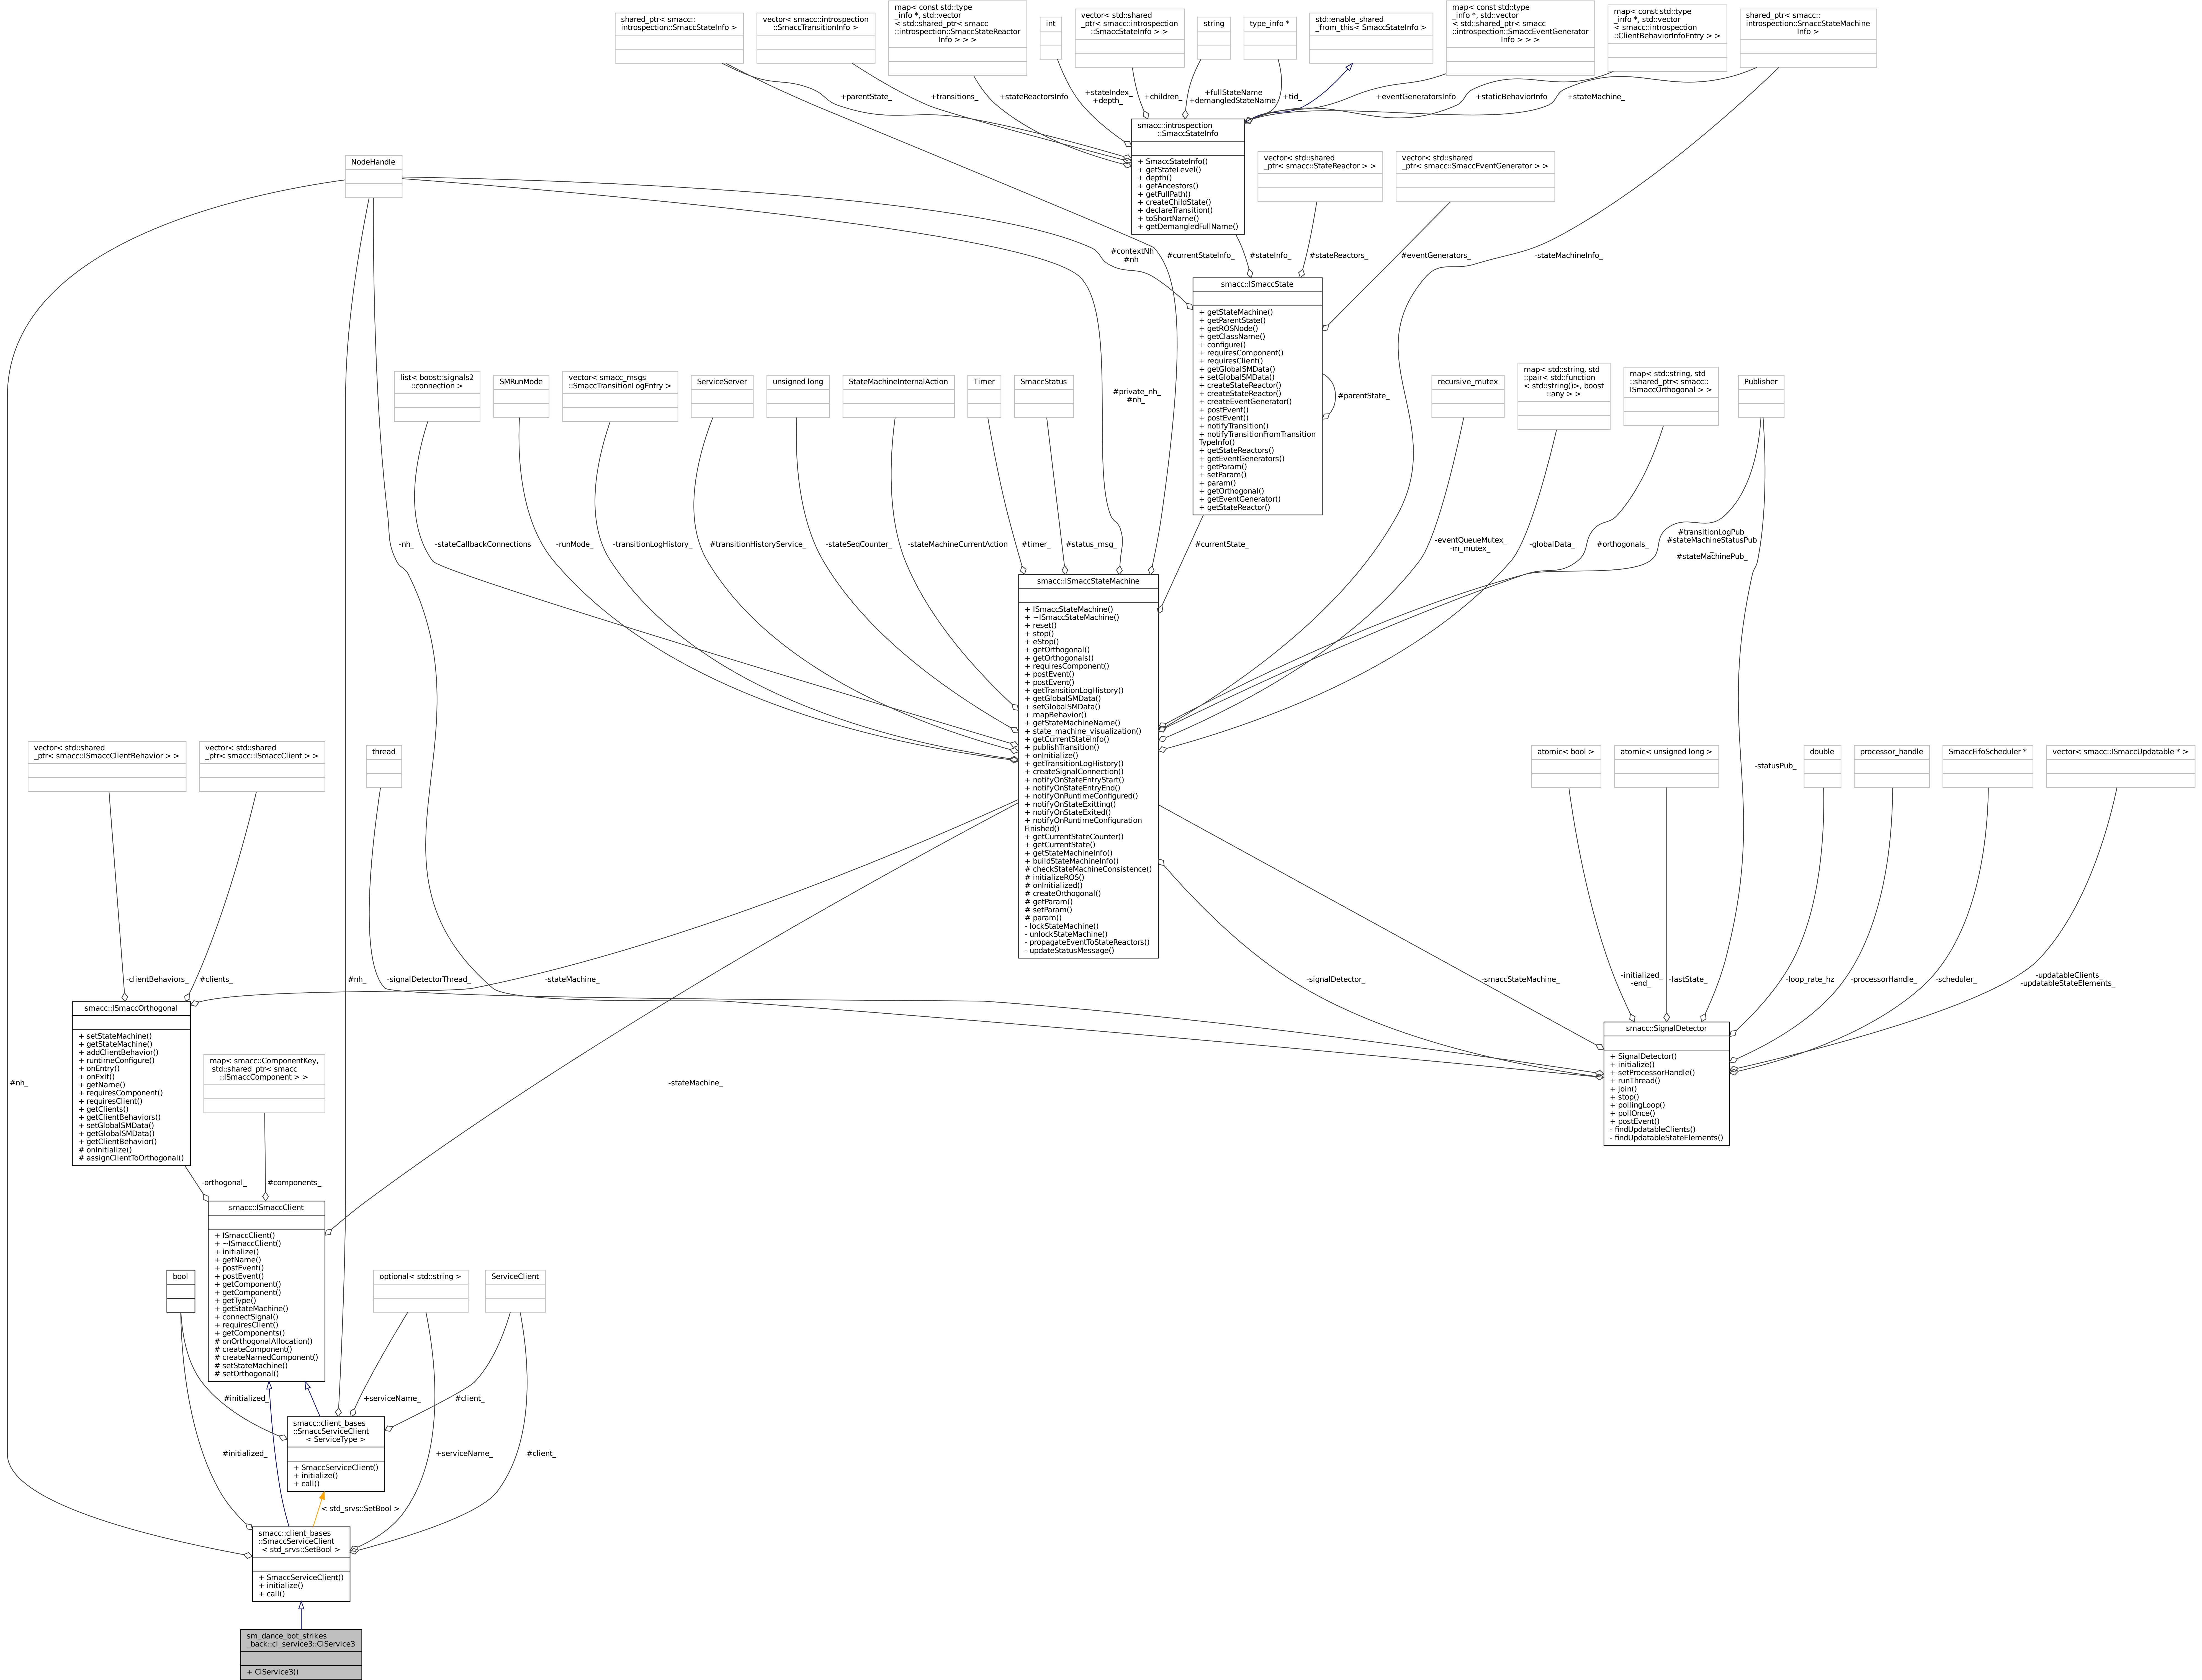 shared_ptr< smacc::
introspection::SmaccStateInfo >
vector< smacc::introspection
::SmaccTransitionInfo >
map< const std::type
_info *, std::vector
< std::shared_ptr< smacc
::introspection::SmaccStateReactor
Info > > >
int
vector< std::shared
_ptr< smacc::introspection
::SmaccStateInfo > >
string
type_info *
std::enable_shared
_from_this< SmaccStateInfo >
map< const std::type
_info *, std::vector
< std::shared_ptr< smacc
::introspection::SmaccEventGenerator
Info > > >
map< const std::type
_info *, std::vector
< smacc::introspection
::ClientBehaviorInfoEntry > >
shared_ptr< smacc::
introspection::SmaccStateMachine
Info >
+parentState_
+transitions_
+stateReactorsInfo
+stateIndex_
+depth_
+children_
+fullStateName
+demangledStateName
+tid_
+eventGeneratorsInfo
+staticBehaviorInfo
+stateMachine_
smacc::introspection
::SmaccStateInfo
+ SmaccStateInfo()
+ getStateLevel()
+ depth()
+ getAncestors()
+ getFullPath()
+ createChildState()
+ declareTransition()
+ toShortName()
+ getDemangledFullName()
NodeHandle
vector< std::shared
_ptr< smacc::StateReactor > >
vector< std::shared
_ptr< smacc::SmaccEventGenerator > >
#contextNh
#nh
#currentStateInfo_
#stateInfo_
#stateReactors_
#eventGenerators_
-stateMachineInfo_
smacc::ISmaccState
+ getStateMachine()
+ getParentState()
+ getROSNode()
+ getClassName()
+ configure()
+ requiresComponent()
+ requiresClient()
+ getGlobalSMData()
+ setGlobalSMData()
+ createStateReactor()
+ createStateReactor()
+ createEventGenerator()
+ postEvent()
+ postEvent()
+ notifyTransition()
+ notifyTransitionFromTransition
TypeInfo()
+ getStateReactors()
+ getEventGenerators()
+ getParam()
+ setParam()
+ param()
+ getOrthogonal()
+ getEventGenerator()
+ getStateReactor()
#parentState_
list< boost::signals2
::connection >
SMRunMode
vector< smacc_msgs
::SmaccTransitionLogEntry >
ServiceServer
unsigned long
StateMachineInternalAction
Timer
SmaccStatus
#private_nh_
#nh_
recursive_mutex
map< std::string, std
::pair< std::function
< std::string()>, boost
::any > >
map< std::string, std
::shared_ptr< smacc::
ISmaccOrthogonal > >
Publisher
-nh_
-stateCallbackConnections
-runMode_
-transitionLogHistory_
#transitionHistoryService_
-stateSeqCounter_
-stateMachineCurrentAction
#timer_
#status_msg_
#currentState_
-eventQueueMutex_
-m_mutex_
-globalData_
#orthogonals_
#transitionLogPub_
#stateMachineStatusPub
_
#stateMachinePub_
smacc::ISmaccStateMachine
+ ISmaccStateMachine()
+ ~ISmaccStateMachine()
+ reset()
+ stop()
+ eStop()
+ getOrthogonal()
+ getOrthogonals()
+ requiresComponent()
+ postEvent()
+ postEvent()
+ getTransitionLogHistory()
+ getGlobalSMData()
+ setGlobalSMData()
+ mapBehavior()
+ getStateMachineName()
+ state_machine_visualization()
+ getCurrentStateInfo()
+ publishTransition()
+ onInitialize()
+ getTransitionLogHistory()
+ createSignalConnection()
+ notifyOnStateEntryStart()
+ notifyOnStateEntryEnd()
+ notifyOnRuntimeConfigured()
+ notifyOnStateExitting()
+ notifyOnStateExited()
+ notifyOnRuntimeConfiguration
Finished()
+ getCurrentStateCounter()
+ getCurrentState()
+ getStateMachineInfo()
+ buildStateMachineInfo()
# checkStateMachineConsistence()
# initializeROS()
# onInitialized()
# createOrthogonal()
# getParam()
# setParam()
# param()
- lockStateMachine()
- unlockStateMachine()
- propagateEventToStateReactors()
- updateStatusMessage()
vector< std::shared
_ptr< smacc::ISmaccClientBehavior > >
vector< std::shared
_ptr< smacc::ISmaccClient > >
thread
atomic< bool >
atomic< unsigned long >
-statusPub_
double
processor_handle
SmaccFifoScheduler *
vector< smacc::ISmaccUpdatable * >
-clientBehaviors_
#clients_
#nh_
-signalDetectorThread_
-stateMachine_
-signalDetector_
-smaccStateMachine_
-initialized_
-end_
-lastState_
-loop_rate_hz
-processorHandle_
-scheduler_
-updatableClients_
-updatableStateElements_
smacc::ISmaccOrthogonal
+ setStateMachine()
+ getStateMachine()
+ addClientBehavior()
+ runtimeConfigure()
+ onEntry()
+ onExit()
+ getName()
+ requiresComponent()
+ requiresClient()
+ getClients()
+ getClientBehaviors()
+ setGlobalSMData()
+ getGlobalSMData()
+ getClientBehavior()
# onInitialize()
# assignClientToOrthogonal()
smacc::SignalDetector
+ SignalDetector()
+ initialize()
+ setProcessorHandle()
+ runThread()
+ join()
+ stop()
+ pollingLoop()
+ pollOnce()
+ postEvent()
- findUpdatableClients()
- findUpdatableStateElements()
map< smacc::ComponentKey,
std::shared_ptr< smacc
::ISmaccComponent > >
#nh_
-stateMachine_
-orthogonal_
#components_
smacc::ISmaccClient
+ ISmaccClient()
+ ~ISmaccClient()
+ initialize()
+ getName()
+ postEvent()
+ postEvent()
+ getComponent()
+ getComponent()
+ getType()
+ getStateMachine()
+ connectSignal()
+ requiresClient()
+ getComponents()
# onOrthogonalAllocation()
# createComponent()
# createNamedComponent()
# setStateMachine()
# setOrthogonal()
bool
optional< std::string >
ServiceClient
#initialized_
+serviceName_
#client_
smacc::client_bases
::SmaccServiceClient
< ServiceType >
+ SmaccServiceClient()
+ initialize()
+ call()
#initialized_
+serviceName_
#client_
< std_srvs::SetBool >
smacc::client_bases
::SmaccServiceClient
< std_srvs::SetBool >
+ SmaccServiceClient()
+ initialize()
+ call()
sm_dance_bot_strikes
_back::cl_service3::ClService3
+ ClService3()